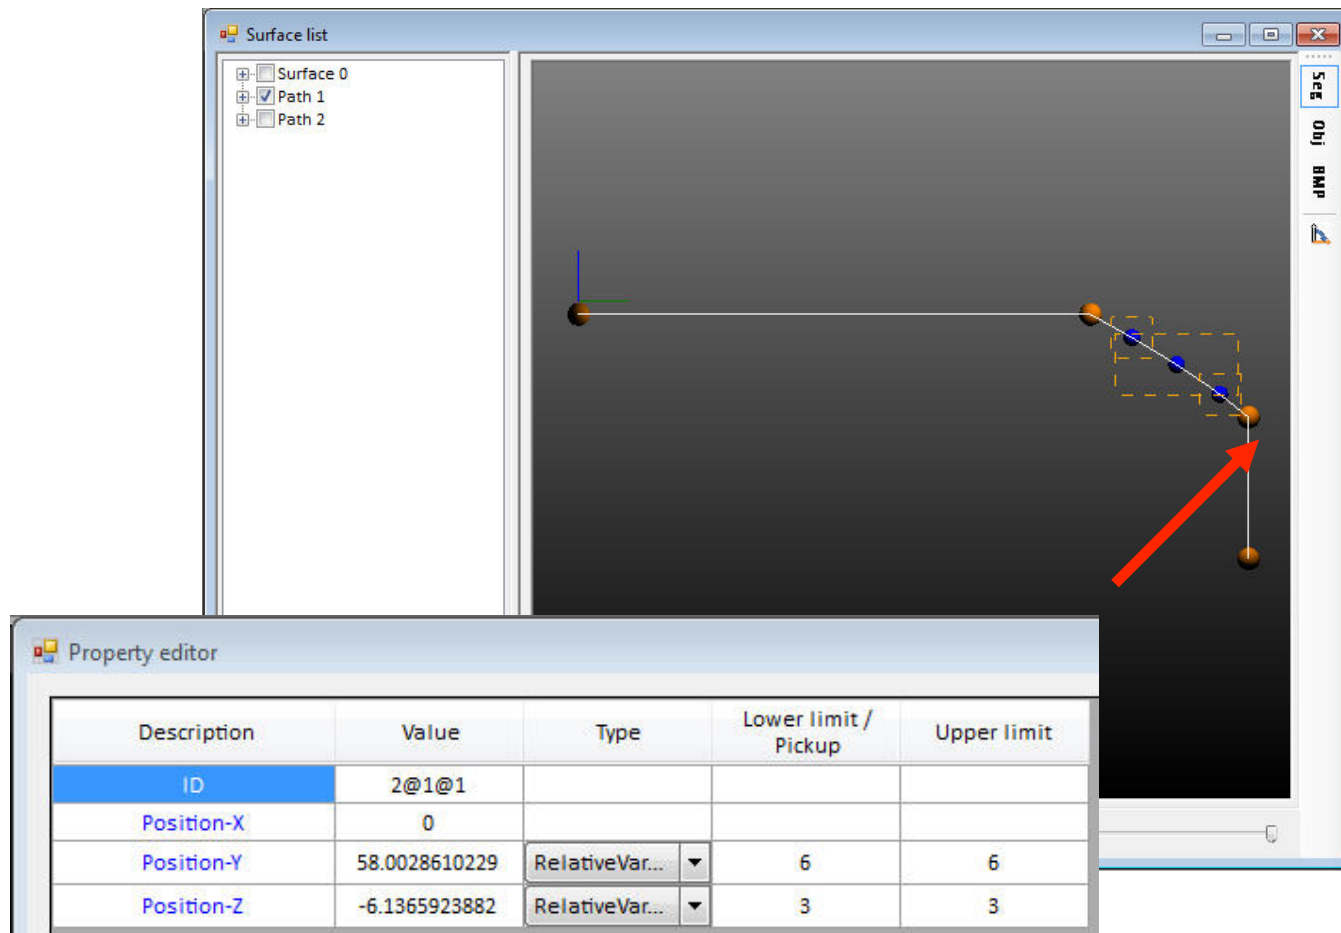 Surface list
Surface 0
Path 1
Path 2
Seg
Obj
BMP
Property editor
Description Value Type Lower limit / Pickup Upper limit
ID 2@1@1
Position-X 0
Position-Y 58.0028610229 RelativeVar... 6 6
Position-Z -6.1365923882 RelativeVar... 3 3